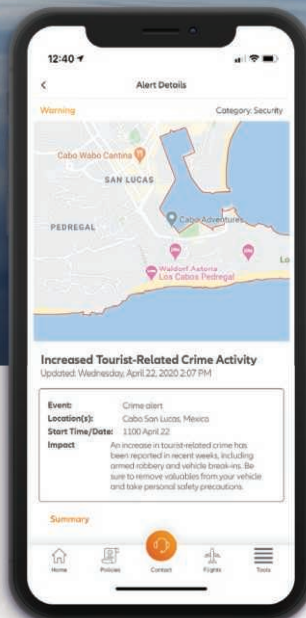 12:40
Alert Details
Warning
Category: Security
Cabo Wabo Cantina
SAN LUCAS
Cabo Adventures
PEDREGAL
Lo
Waldorf Astoria
Los Cabos Pedregal
Increased Tourist-Related Crime Activity
Updated: Wednesday, April 22, 2020 2:07 PM
Event: Crime alert
Location(s): Cabo San Lucas, Mexico
Start Time/Date: 1100 April 22
Impact An increase in tourist-related crime has
been reported in recent weeks, including
armed robbery and vehicle break-ins. Be
sure to remove valuables from your vehicle
and take personal safety precautions.
Summary
Home
Policies
Contact
Flights
Tools